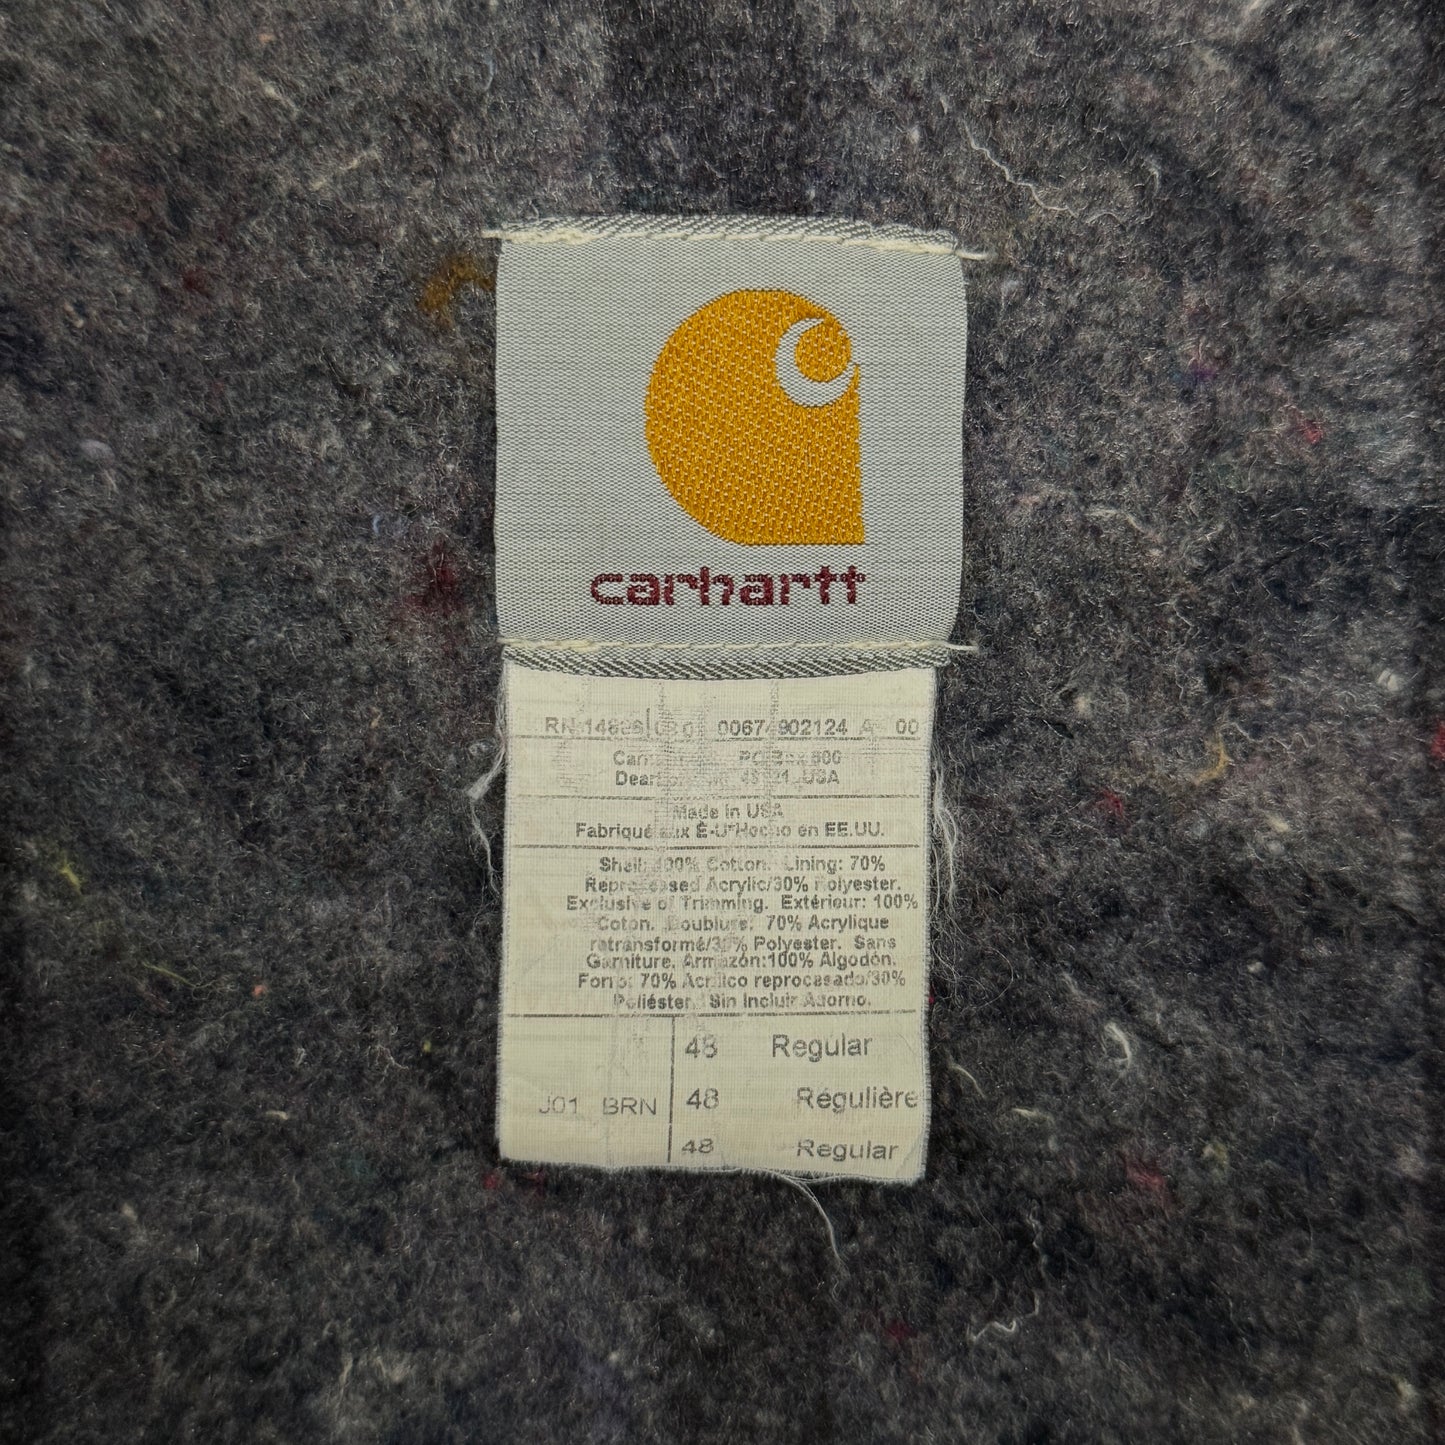 carhartt
RN 14806 00674902124 A 00
PO Box 600
USA
Made In USA
Fabriqué aux É-U*Hecho en EE.UU.
Shell: 100% Cotton. Lining: 70%
Reprocessed Acrylic/30% Polyester.
Exclusive of Trimming. Extérieur: 100%
Coton. Doublure: 70% Acrylique
retransformé/30% Polyester. Sans
Garniture. Armazón:100% Algodón.
Forro: 70% Acrílico reprocasado/30%
Poliéster. Sin Incluir Adorno.
48 Regular
J01 BRN 48 Régulière
48 Regular